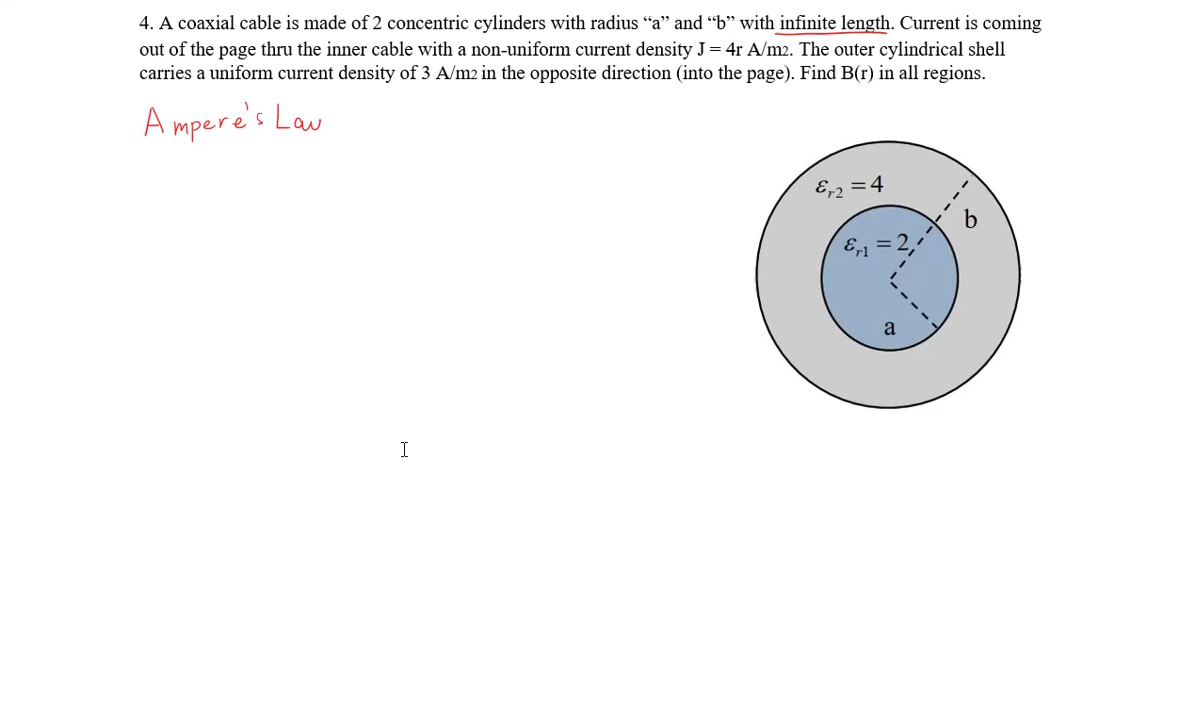 4. A coaxial cable is made of 2 concentric cylinders with radius “a” and “b” with infinite length. Current is coming
out of the page thru the inner cable with a non-uniform current density J = 4r A/m2. The outer cylindrical shell
carries a uniform current density of 3 A/m2 in the opposite direction (into the page). Find B(r) in all regions.
Ampere's Law
εr2 = 4
b
εr1 = 2
a